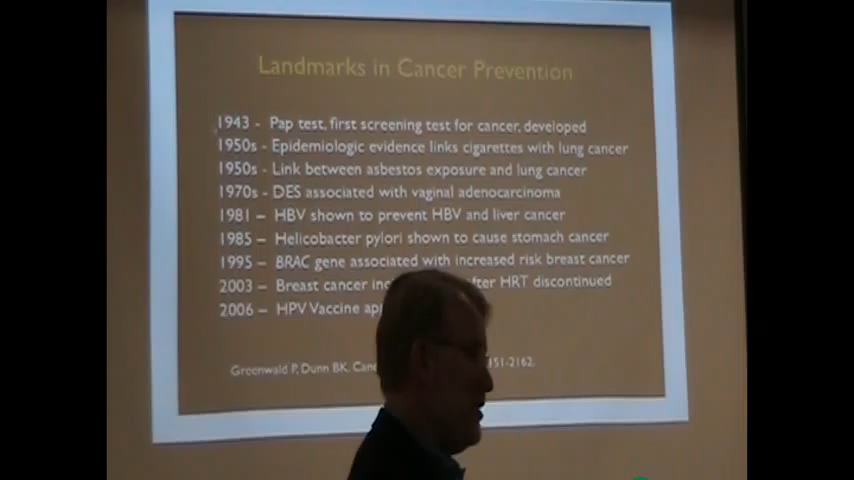 Landmarks in Cancer Prevention
1943 - Pap test, first screening test for cancer, developed
1950s - Epidemiologic evidence links cigarettes with lung cancer
1950s - Link between asbestos exposure and lung cancer
1970s - DES associated with vaginal adenocarcinoma
1981 – HBV shown to prevent HBV and liver cancer
1985 – Helicobacter pylori shown to cause stomach cancer
1995 – BRAC gene associated with increased risk breast cancer
2003 – Breast cancer after HRT discontinued
2006 – HPV Vaccine
Greenwald P, Dunn BK. 151-2162.